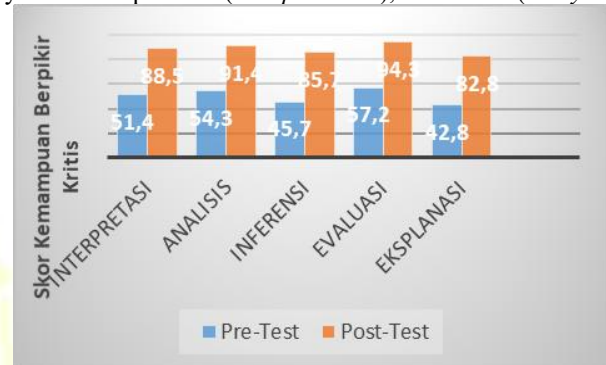 Skor Kemampuan Berpikir
Kritis
88,5
91,4
85,7
94,3
82,8
51,4
54,3
45,7
57,2
42,8
INTERPRETASI
ANALISIS
INFERENSI
EVALUASI
EKSPLANASI
Pre-Test
Post-Test